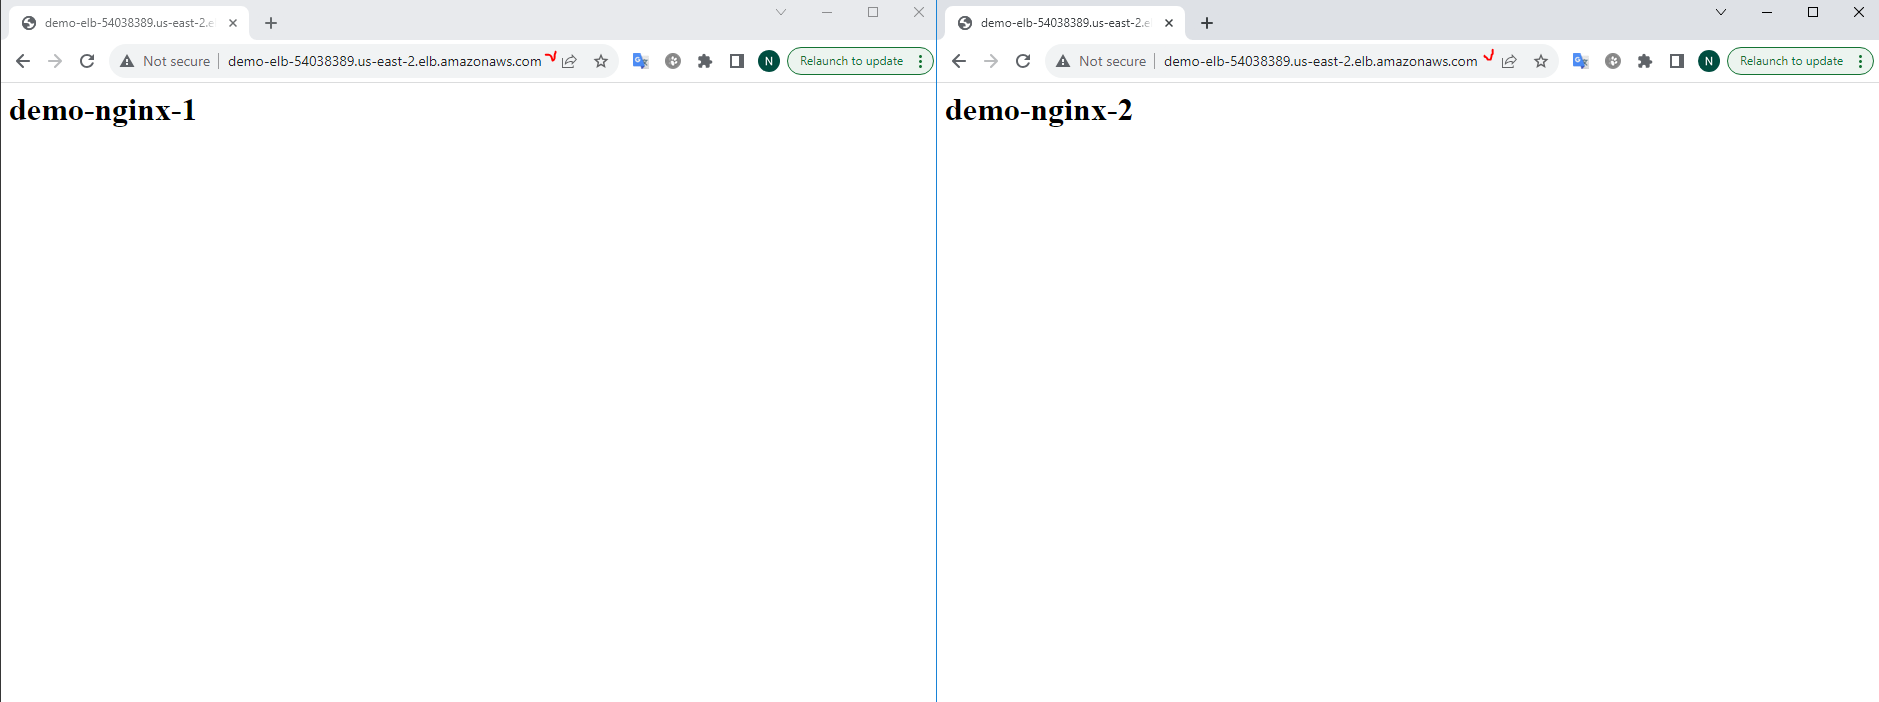 demo-elb-54038389.us-east-2.el
Not secure
demo-elb-54038389.us-east-2.elb.amazonaws.com
N
Relaunch to update
demo-nginx-1
demo-elb-54038389.us-east-2.e
Not secure
demo-elb-54038389.us-east-2.elb.amazonaws.com
N
Relaunch to update
demo-nginx-2